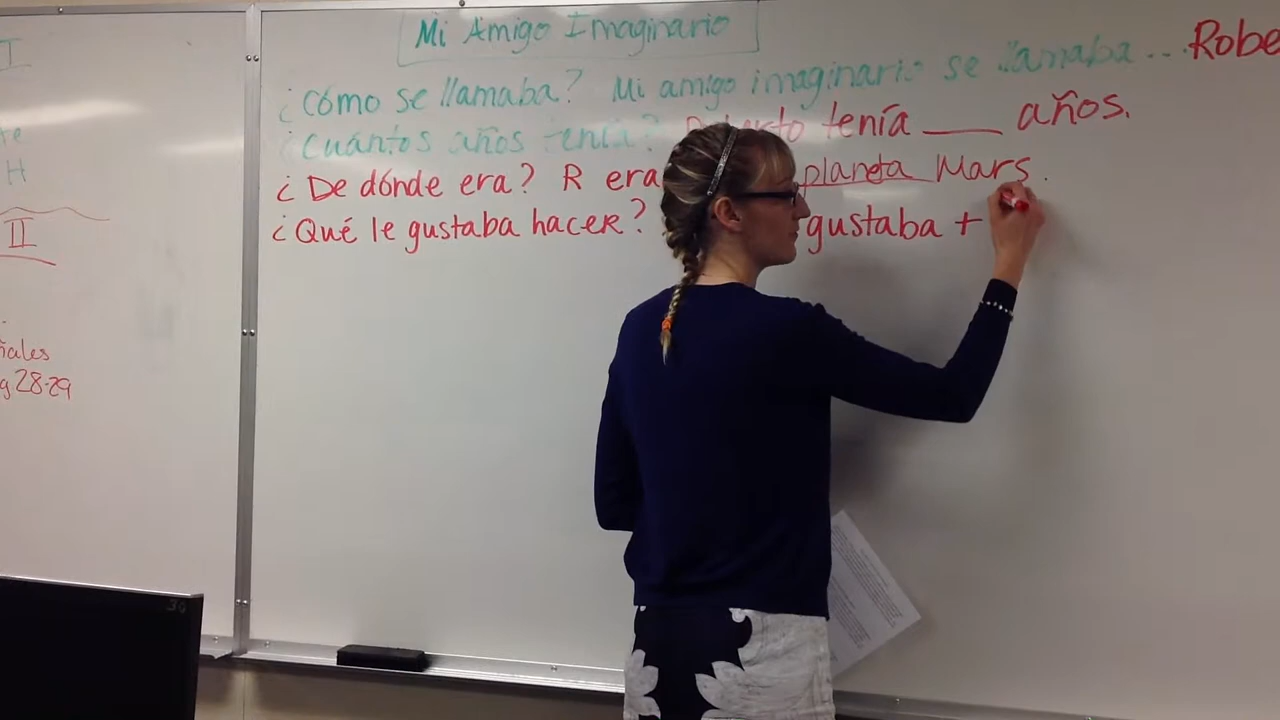 Mi Amigo Imaginario
¿Cómo se llamaba? Mi amigo imaginario se llamaba... Robe
¿Cuántos años tenía? tenía ___ años.
¿De dónde era? R era planeta Mars.
¿Qué le gustaba hacer? gustaba +
I
H
II
ñales
g 28-29